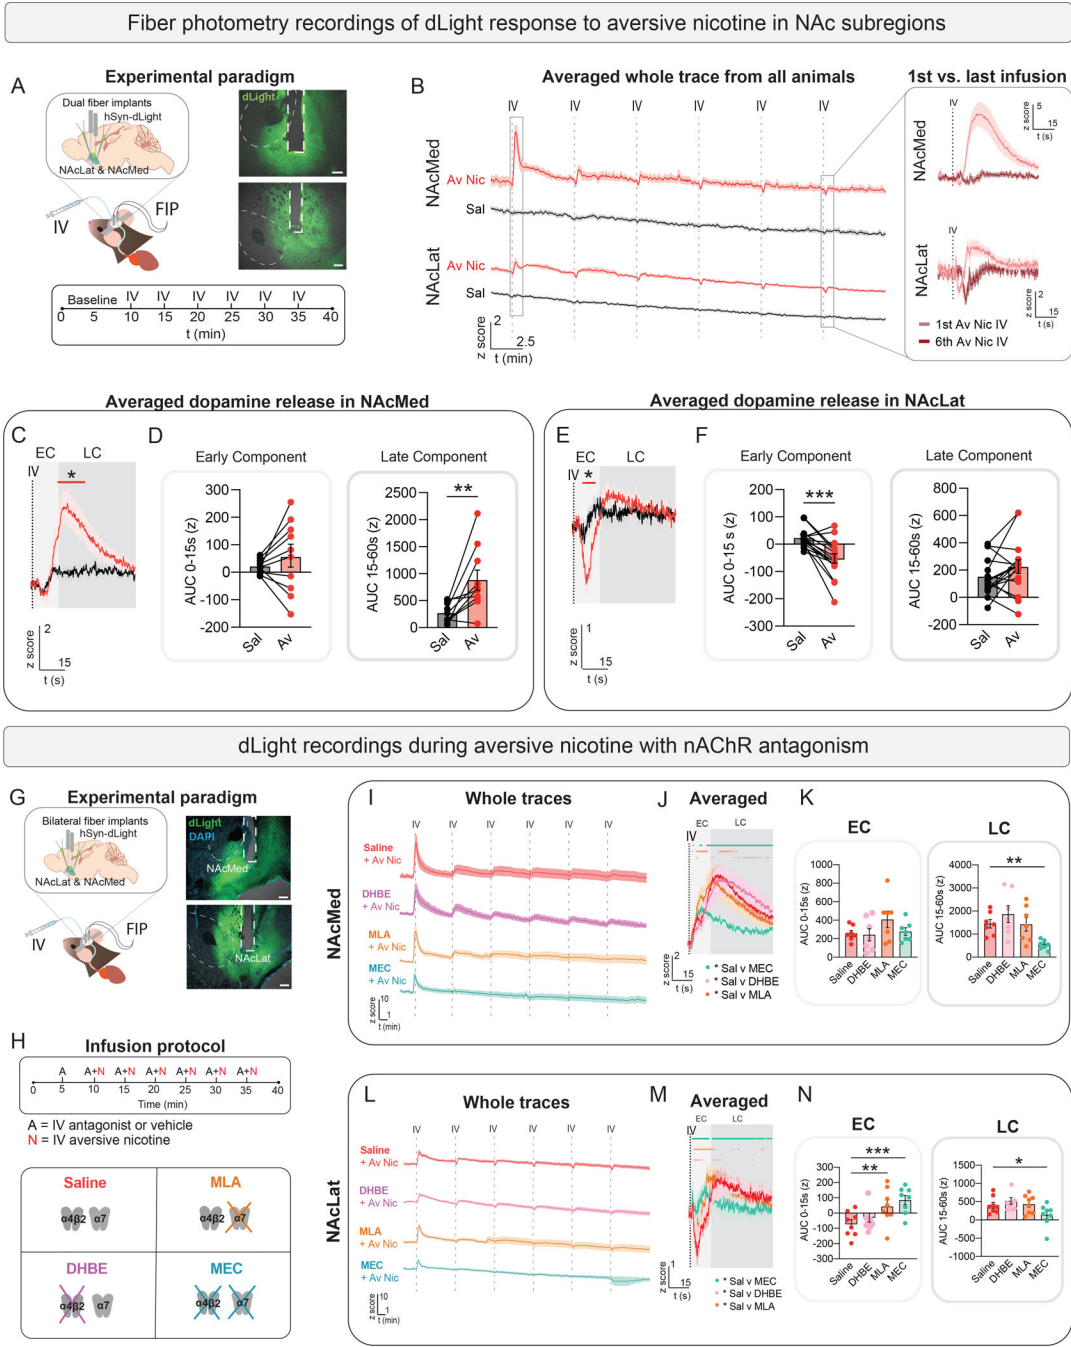 Fiber photometry recordings of dLight response to aversive nicotine in NAc subregions
A
Experimental paradigm
Dual fiber implants
hSyn-dLight
NAcLat & NAcMed
IV
FIP
dLight
Baseline IV IV IV IV IV IV
0 5 10 15 20 25 30 35 40
t (min)
B
Averaged whole trace from all animals
IV IV IV IV IV IV
NAcMed
Av Nic
Sal
NAcLat
Av Nic
Sal
z score
2
2.5
t (min)
1st vs. last infusion
IV
NAcMed
z score
5
15
t (s)
IV
NAcLat
z score
2
15
t (s)
1st Av Nic IV
6th Av Nic IV
Averaged dopamine release in NAcMed
C
EC LC
IV
*
z score
2
15
t (s)
D
Early Component
AUC 0-15s (z)
300
200
100
0
-100
-200
Sal Av
Late Component
**
AUC 15-60s (z)
2500
2000
1500
1000
500
0
Sal Av
Averaged dopamine release in NAcLat
E
EC LC
IV
*
z score
1
15
t (s)
F
Early Component
***
AUC 0-15 s (z)
200
100
0
-100
-200
-300
Sal Av
Late Component
AUC 15-60s (z)
800
600
400
200
0
-200
Sal Av
dLight recordings during aversive nicotine with nAChR antagonism
G
Experimental paradigm
Bilateral fiber implants
hSyn-dLight
NAcLat & NAcMed
IV
FIP
dLight
DAPI
NAcMed
NAcLat
H
Infusion protocol
A A+N A+N A+N A+N A+N A+N
0 5 10 15 20 25 30 35 40
Time (min)
A = IV antagonist or vehicle
N = IV aversive nicotine
Saline
α4β2 α7
MLA
α4β2 α7
DHBE
α4β2 α7
MEC
α4β2 α7
I
Whole traces
IV IV IV IV IV IV
NAcMed
Saline
+ Av Nic
DHBE
+ Av Nic
MLA
+ Av Nic
MEC
+ Av Nic
z score
10
1
t (min)
J
Averaged
EC LC
IV
z score
2
15
t (s)
* Sal v MEC
* Sal v DHBE
* Sal v MLA
K
EC
AUC 0-15s (z)
1000
800
600
400
200
0
Saline DHBE MLA MEC
LC
**
AUC 15-60s (z)
4000
3000
2000
1000
0
Saline DHBE MLA MEC
L
Whole traces
IV IV IV IV IV IV
NAcLat
Saline
+ Av Nic
DHBE
+ Av Nic
MLA
+ Av Nic
MEC
+ Av Nic
z score
10
1
t (min)
M
Averaged
EC LC
IV
z score
1
15
t (s)
* Sal v MEC
* Sal v DHBE
* Sal v MLA
N
EC
***
**
AUC 0-15s (z)
300
200
100
0
-100
-200
-300
Saline DHBE MLA MEC
LC
*
AUC 15-60s (z)
1500
1000
500
0
-500
-1000
Saline DHBE MLA MEC